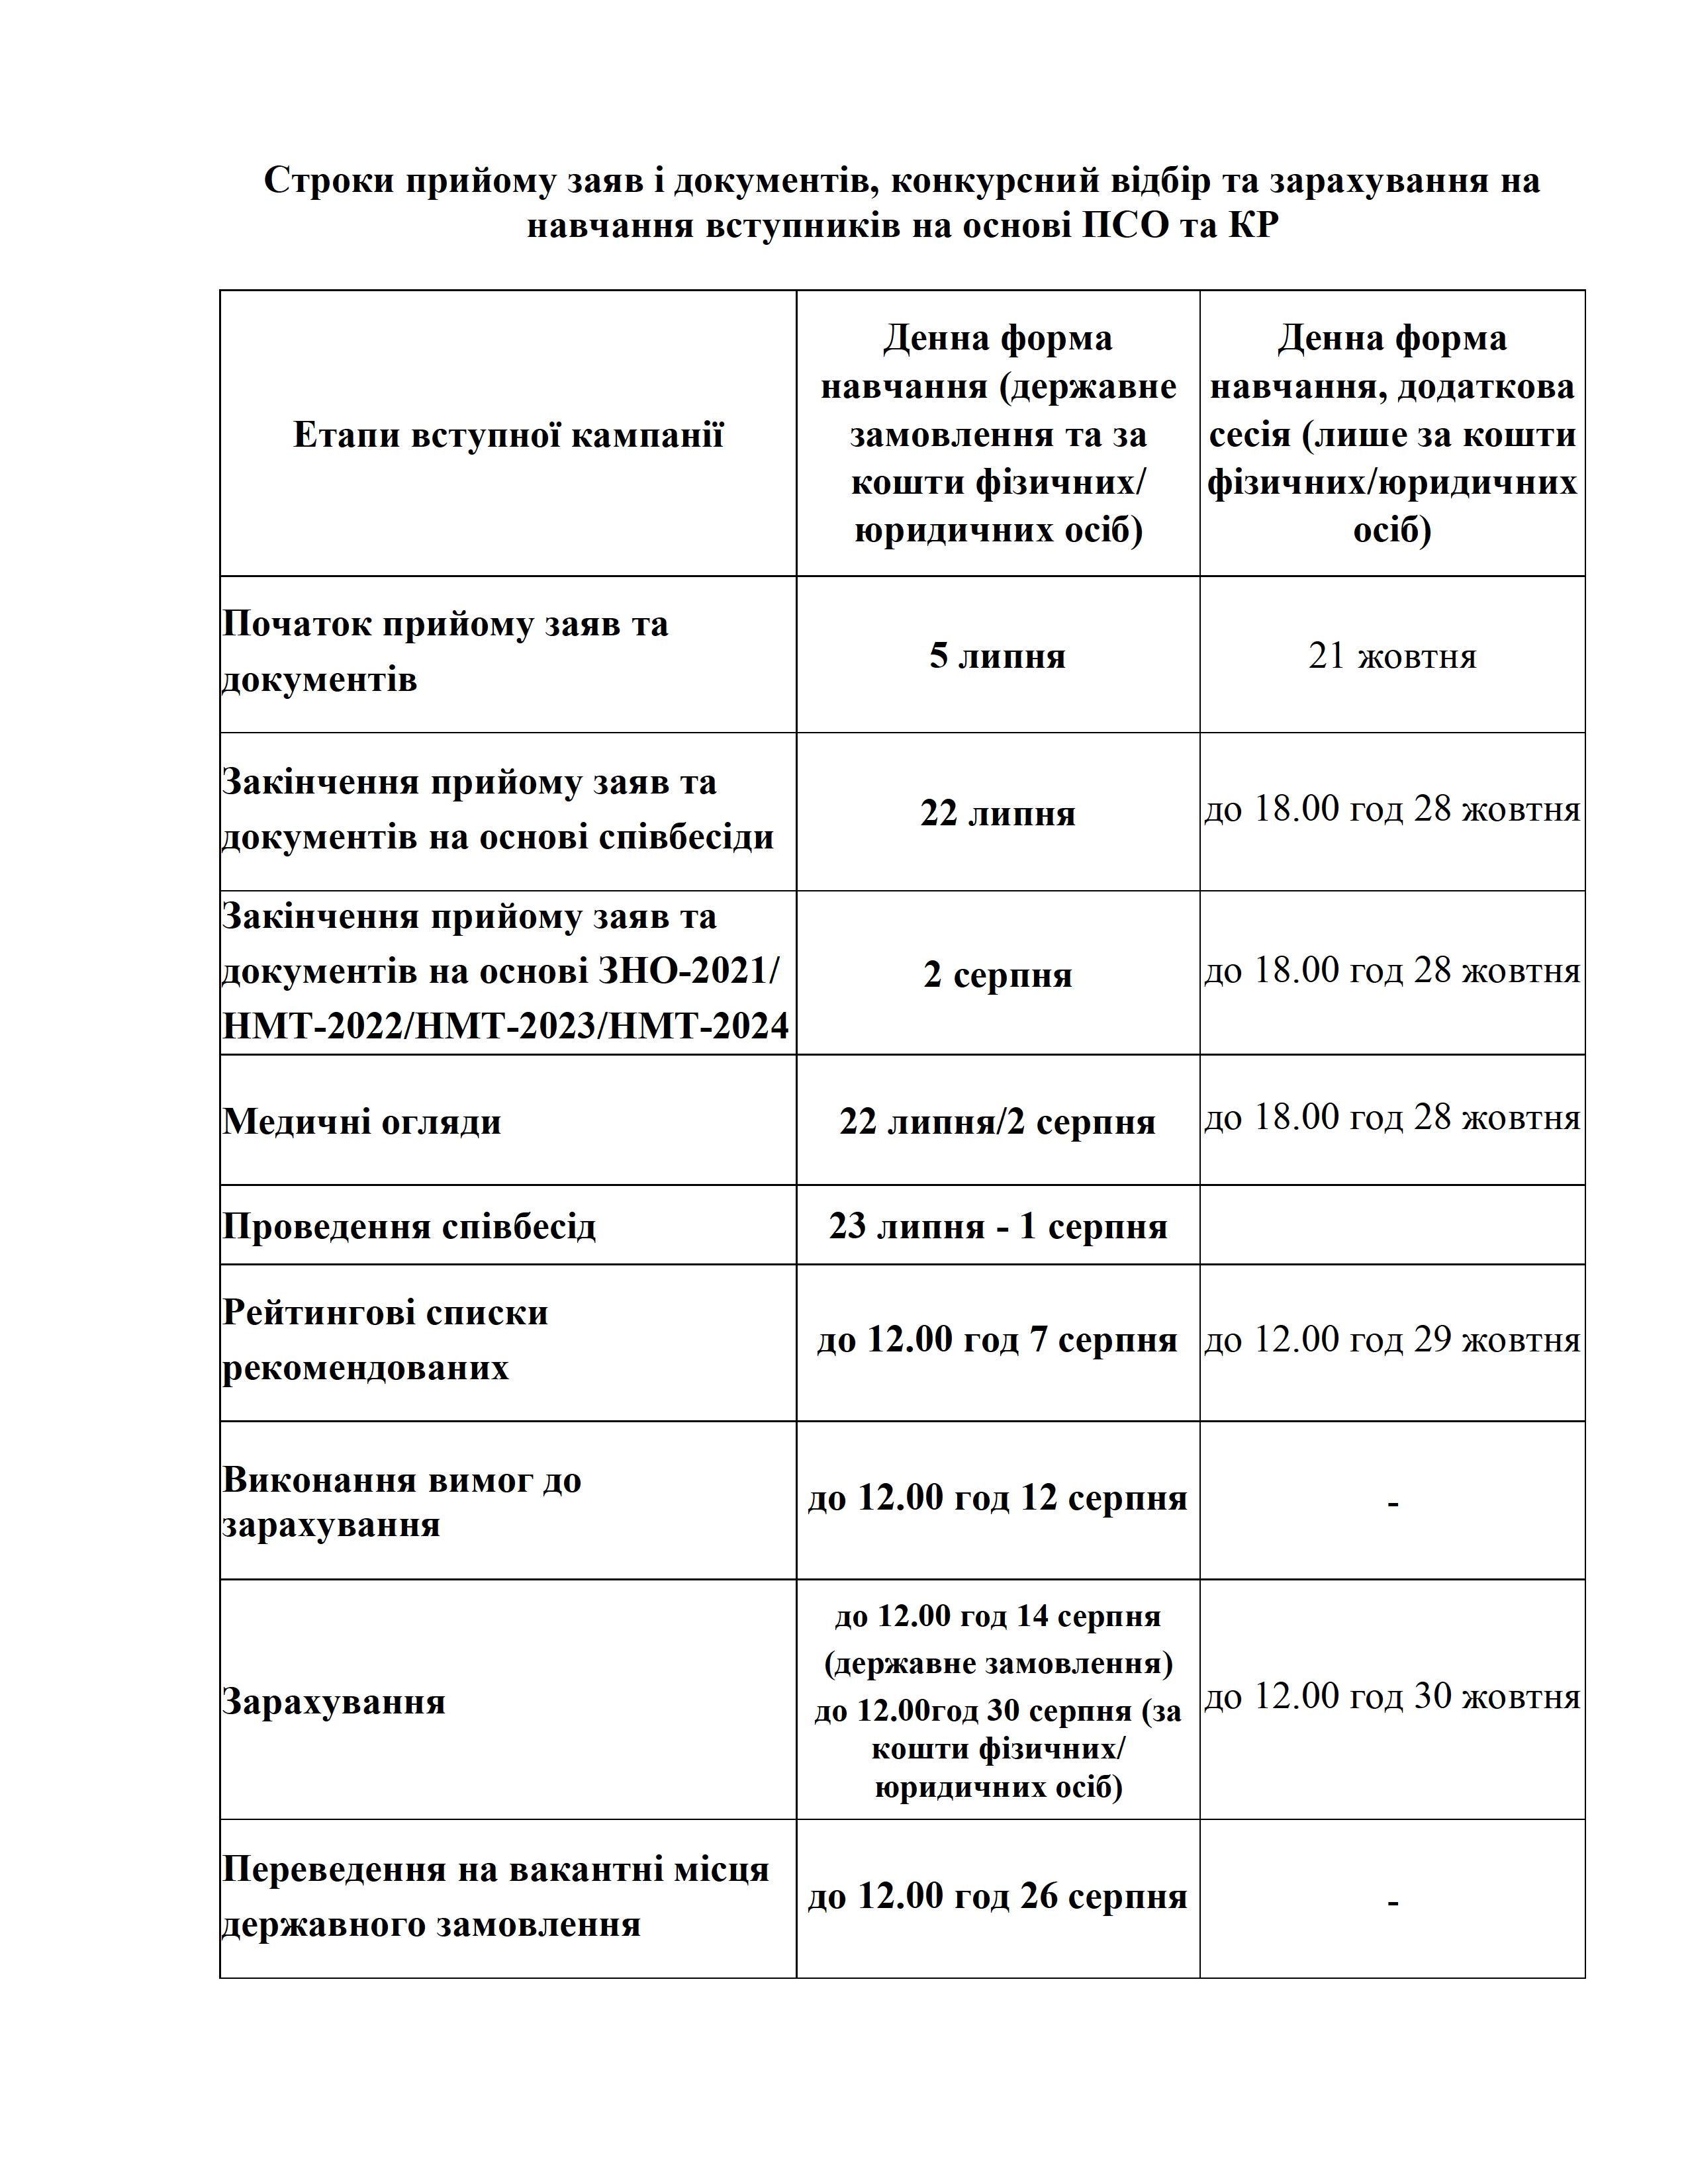 Строки прийому заяв і документів, конкурсний відбір та зарахування на
навчання вступників на основі ПСО та КР
Етапи вступної кампанії
Денна форма
навчання (державне
замовлення та за
кошти фізичних/
юридичних осіб)
Денна форма
навчання, додаткова
сесія (лише за кошти
фізичних/юридичних
осіб)
Початок прийому заяв та
документів
5 липня
21 жовтня
Закінчення прийому заяв та
документів на основі співбесіди
22 липня
до 18.00 год 28 жовтня
Закінчення прийому заяв та
документів на основі ЗНО-2021/
НМТ-2022/НМТ-2023/НМТ-2024
2 серпня
до 18.00 год 28 жовтня
Медичні огляди
22 липня/2 серпня
до 18.00 год 28 жовтня
Проведення співбесід
23 липня - 1 серпня
Рейтингові списки
рекомендованих
до 12.00 год 7 серпня
до 12.00 год 29 жовтня
Виконання вимог до
зарахування
до 12.00 год 12 серпня
-
Зарахування
до 12.00 год 14 серпня
(державне замовлення)
до 12.00год 30 серпня (за
кошти фізичних/
юридичних осіб)
до 12.00 год 30 жовтня
Переведення на вакантні місця
державного замовлення
до 12.00 год 26 серпня
-